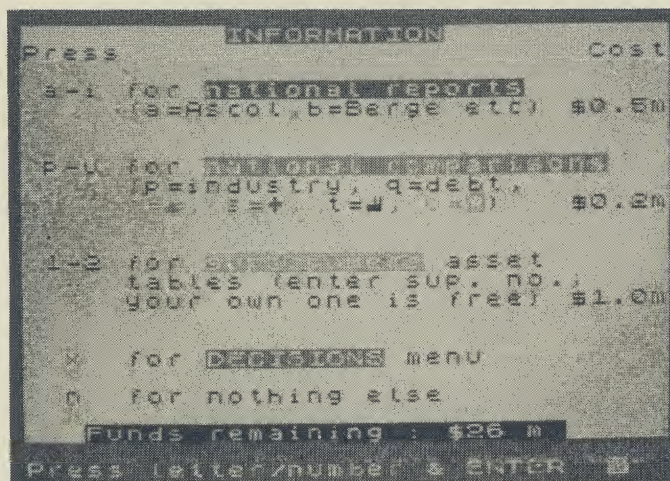 INFORMATION
Press Cost
a-i for national reports
(a=Ascol,b=Berge etc) $0.5m
p-u for national comparisons
(p=industry, q=debt,
t= $0.2m
for asset
tables (enter sup. no.,
your own one is free) $1.0m
x for DECISIONS menu
n for nothing else
Funds remaining : $26 m
Press letter/number & ENTER